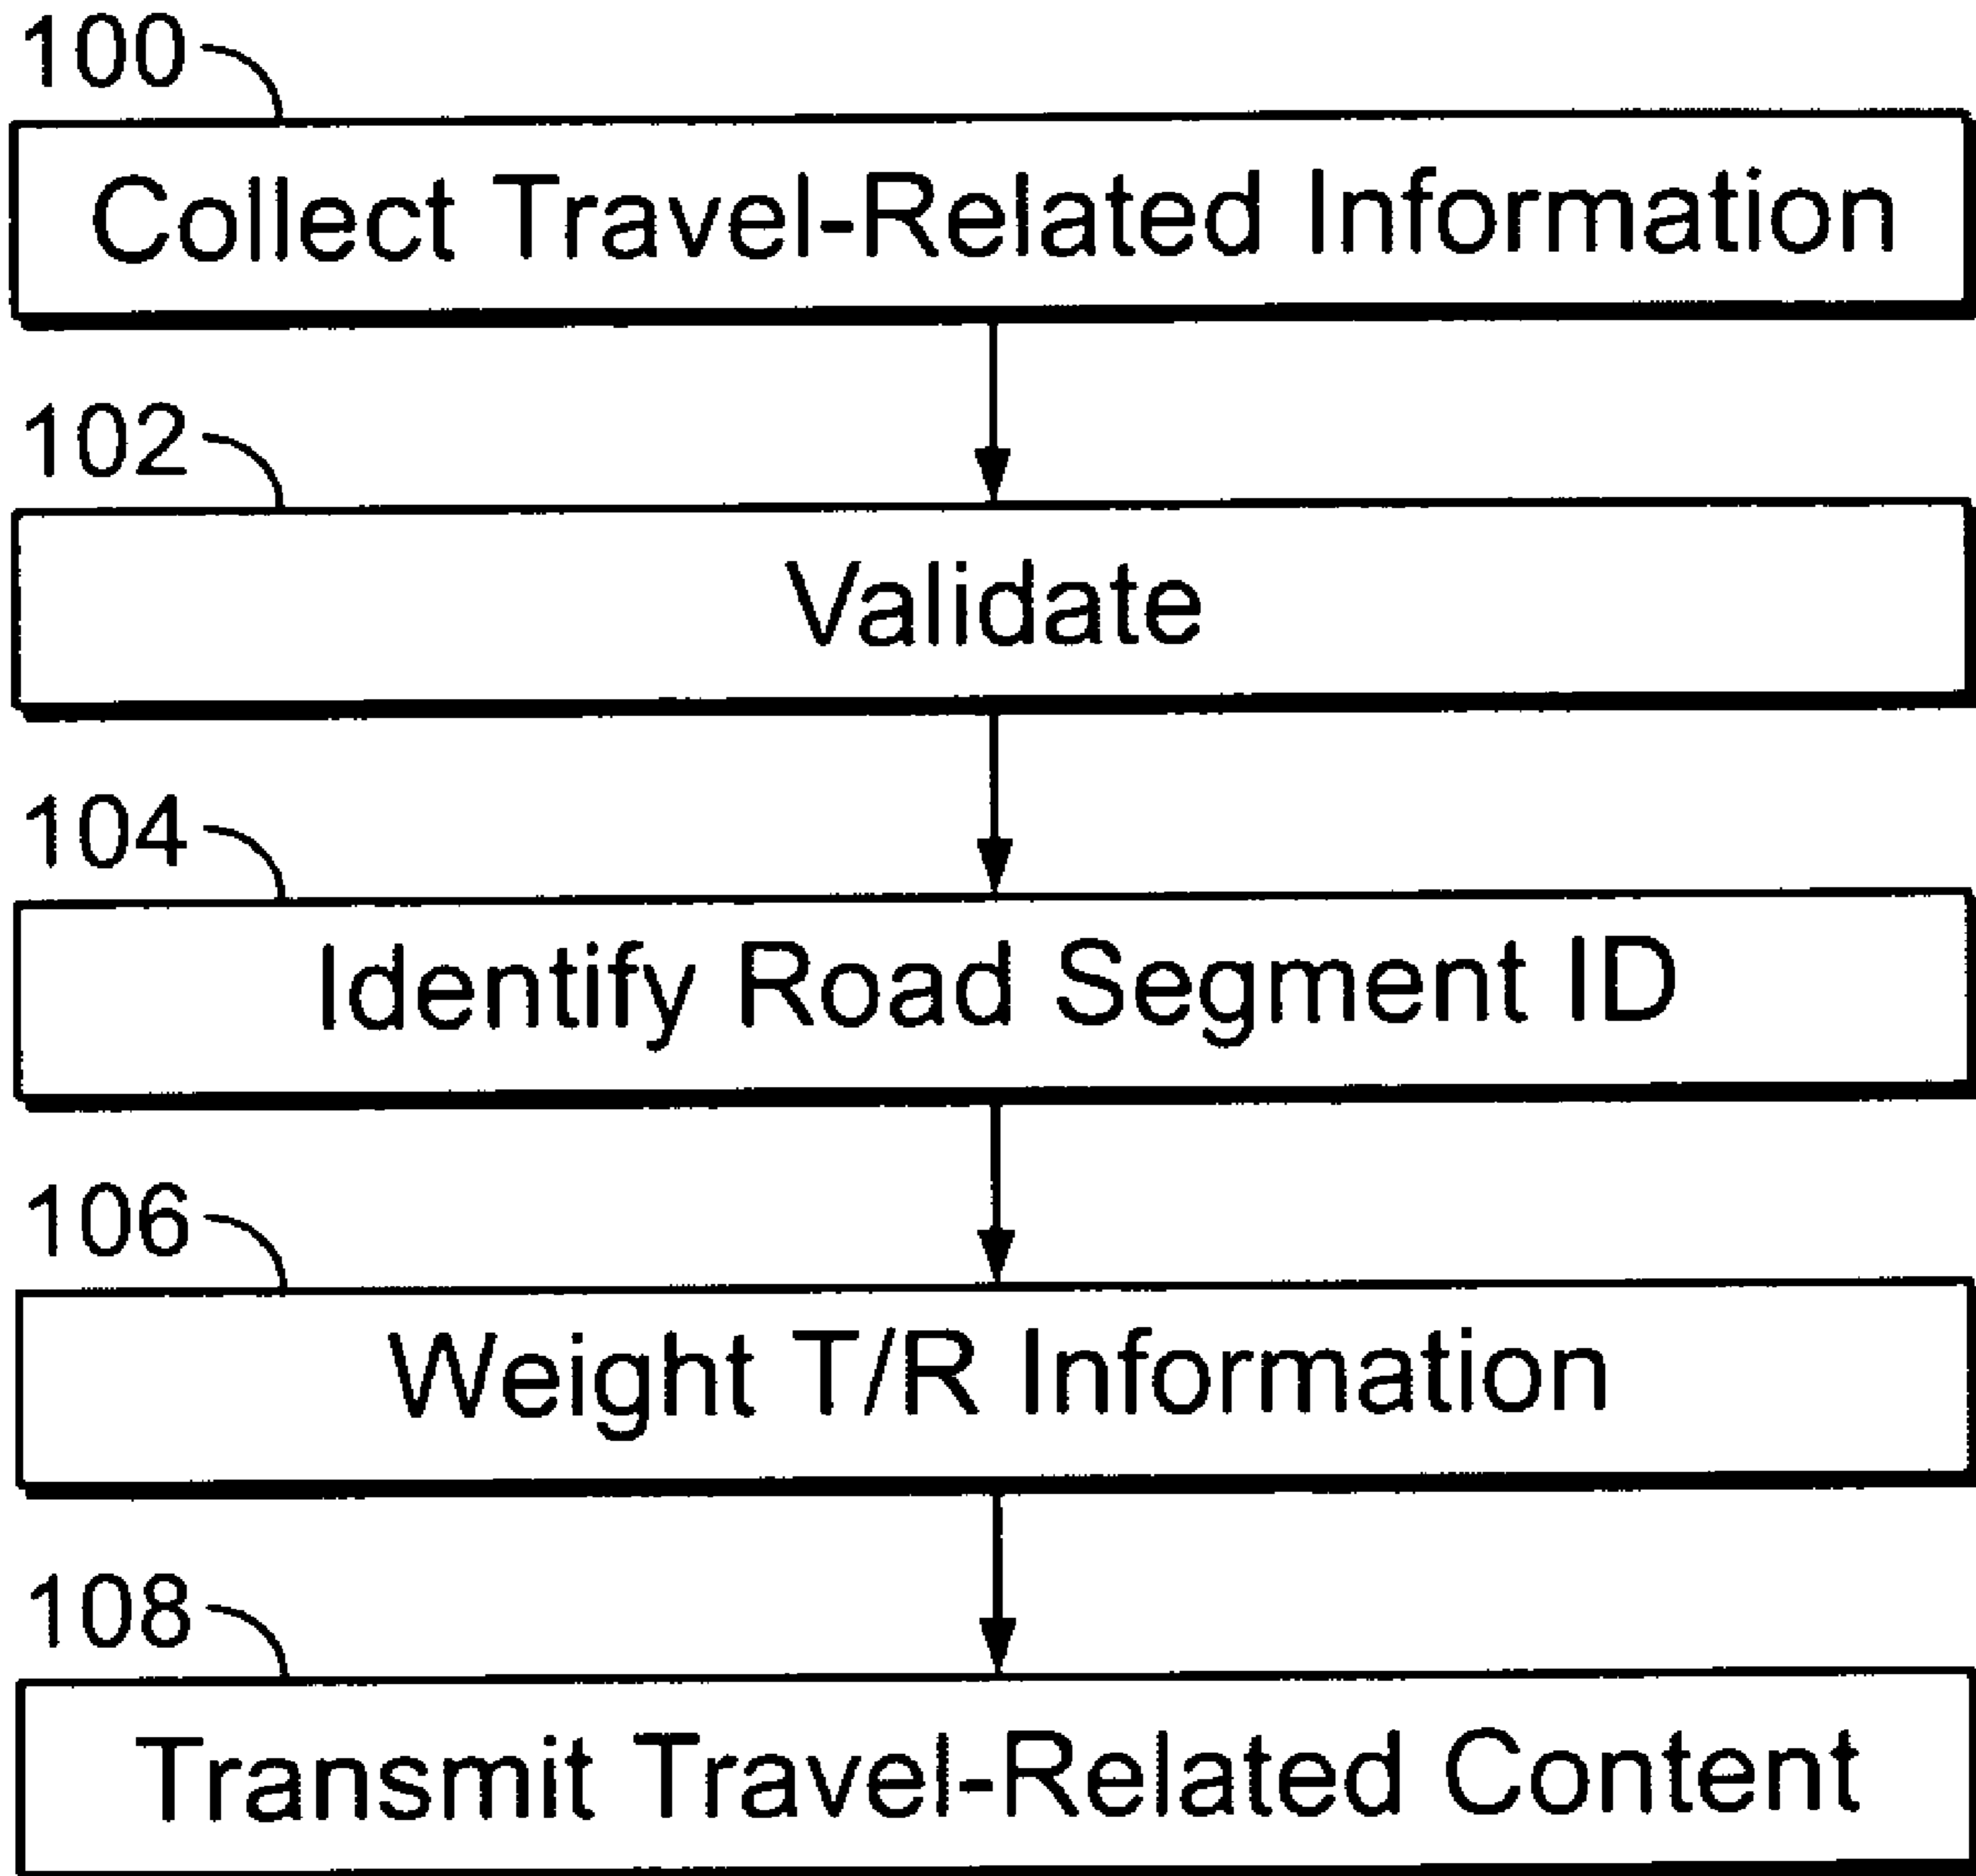 100
Collect Travel-Related Information
102
Validate
104
Identify Road Segment ID
106
Weight T/R Information
108
Transmit Travel-Related Content